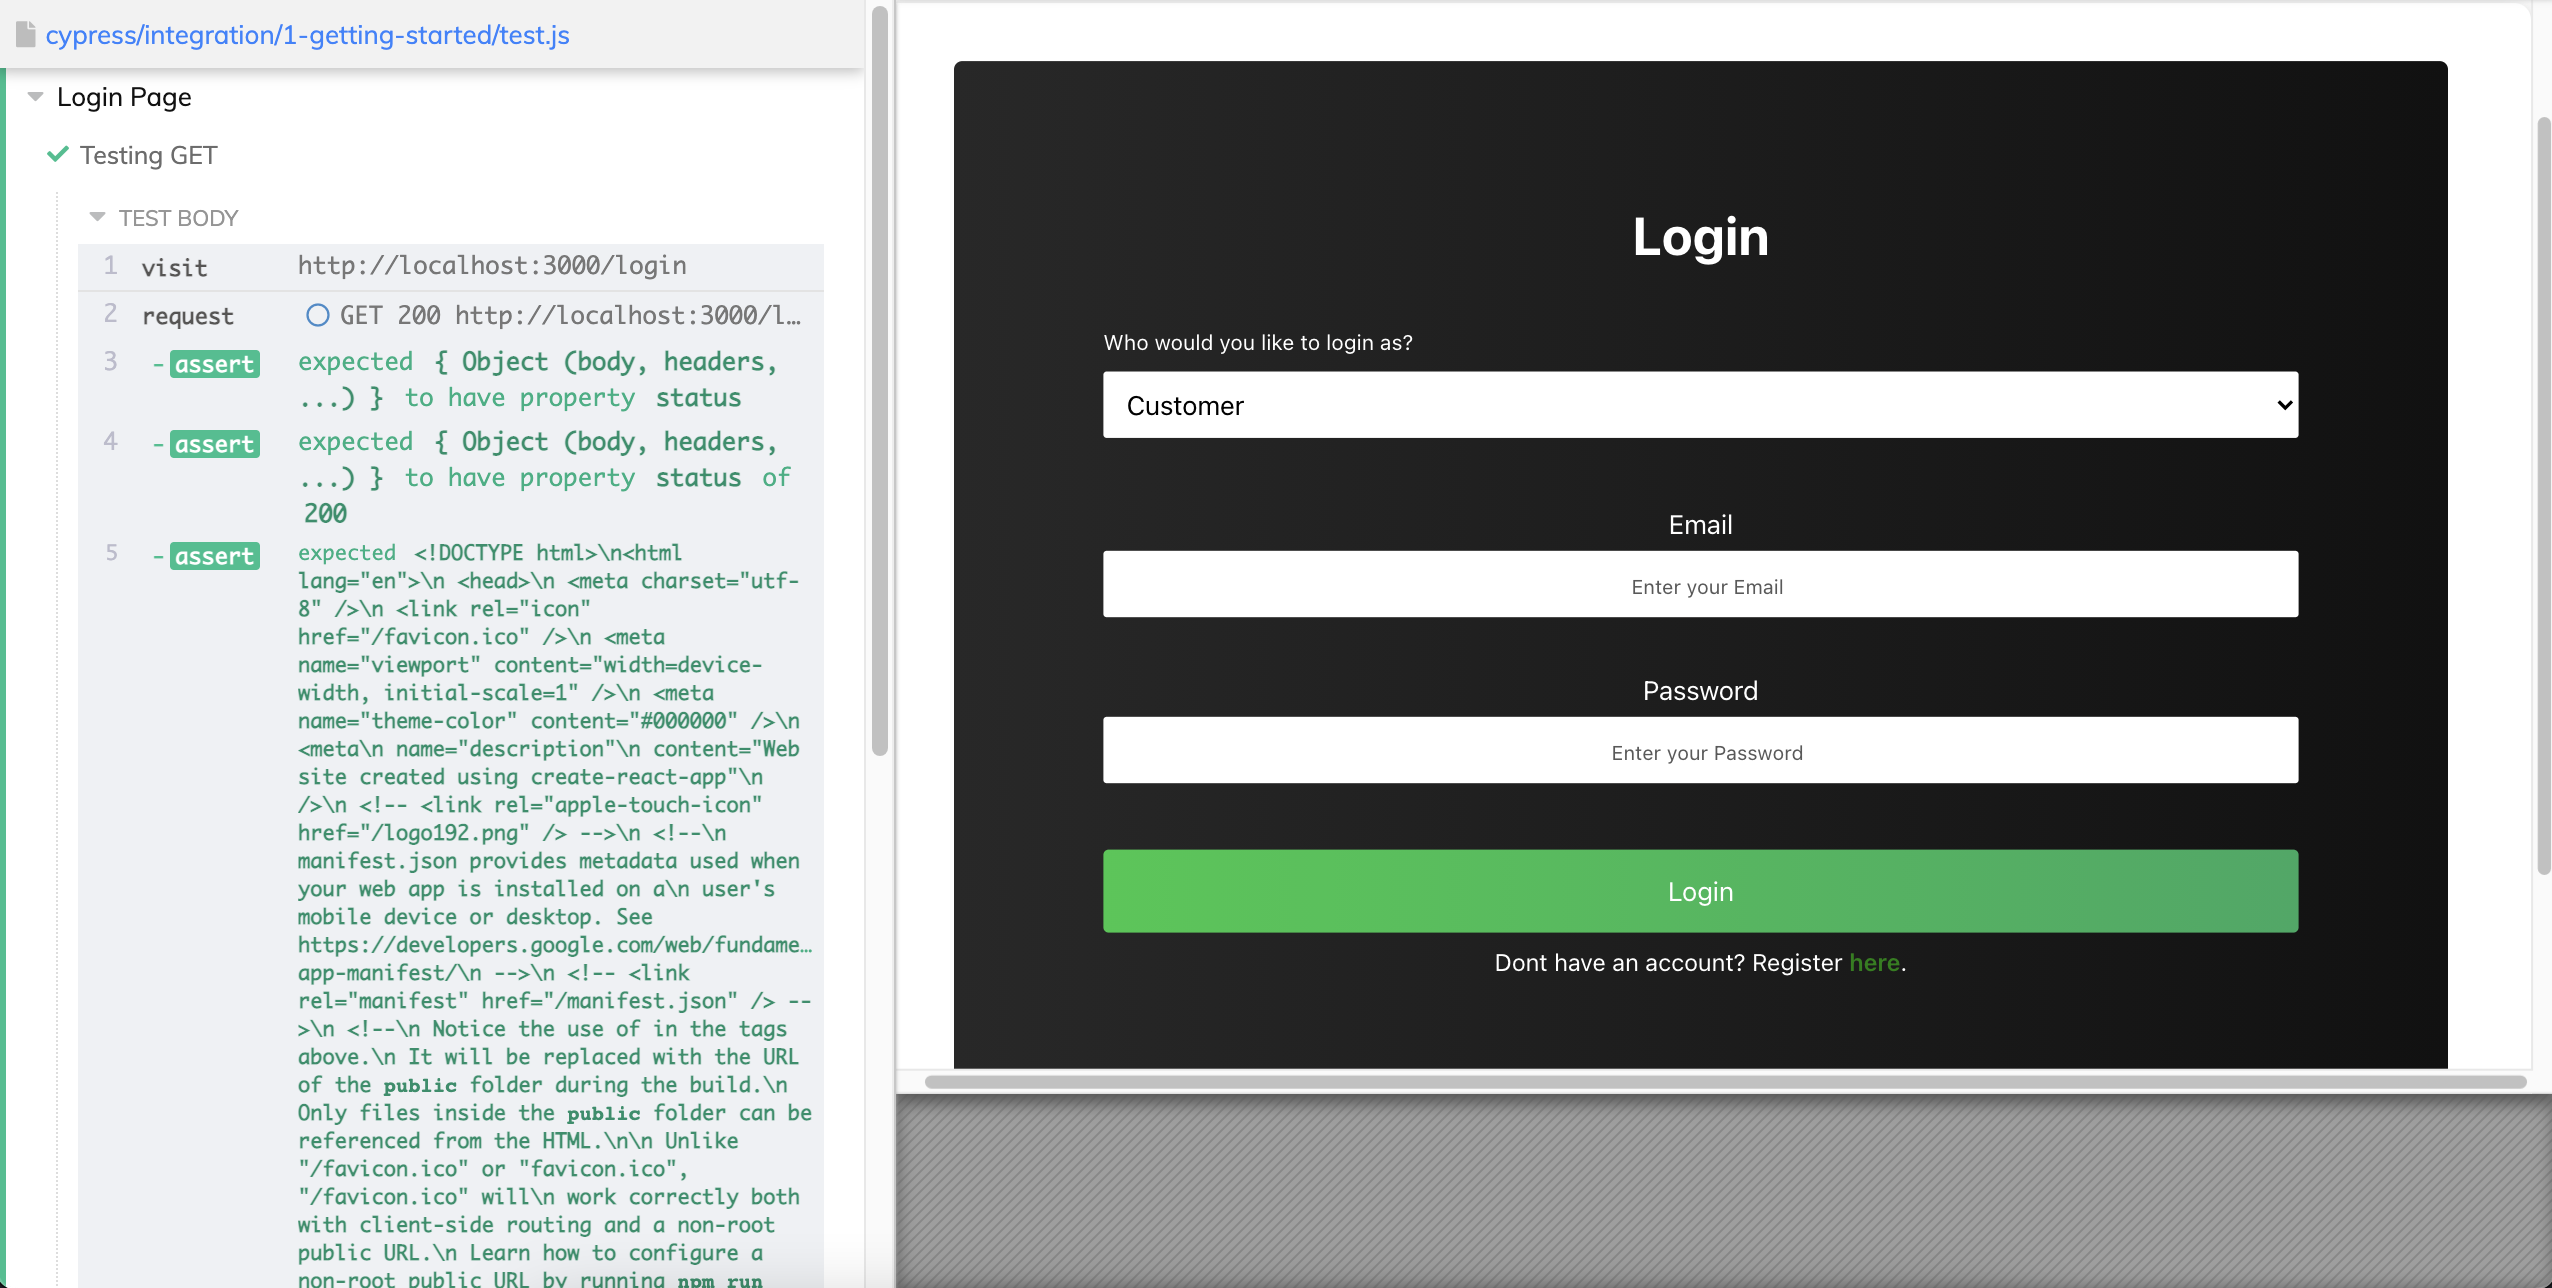 cypress/integration/1-getting-started/test.js
Login Page
Testing GET
TEST BODY
1 visit http://localhost:3000/login
2 request GET 200 http://localhost:3000/l…
3 -assert expected { Object (body, headers,
...) } to have property status
4 -assert expected { Object (body, headers,
...) } to have property status of
200
5 -assert expected <!DOCTYPE html>\n<html
lang="en">\n <head>\n <meta charset="utf-
8" />\n <link rel="icon"
href="/favicon.ico" />\n <meta
name="viewport" content="width=device-
width, initial-scale=1" />\n <meta
name="theme-color" content="#000000" />\n
<meta\n name="description"\n content="Web
site created using create-react-app"\n
/>\n <!-- <link rel="apple-touch-icon"
href="/logo192.png" /> -->\n <!--\n
manifest.json provides metadata used when
your web app is installed on a\n user's
mobile device or desktop. See
https://developers.google.com/web/fundame…
app-manifest/\n -->\n <!-- <link
rel="manifest" href="/manifest.json" /> --
>\n <!--\n Notice the use of in the tags
above.\n It will be replaced with the URL
of the public folder during the build.\n
Only files inside the public folder can be
referenced from the HTML.\n\n Unlike
"/favicon.ico" or "favicon.ico",
"/favicon.ico" will\n work correctly both
with client-side routing and a non-root
public URL.\n Learn how to configure a
non-root public URL by running npm run
Login
Who would you like to login as?
Customer
Email
Enter your Email
Password
Enter your Password
Login
Dont have an account? Register here.